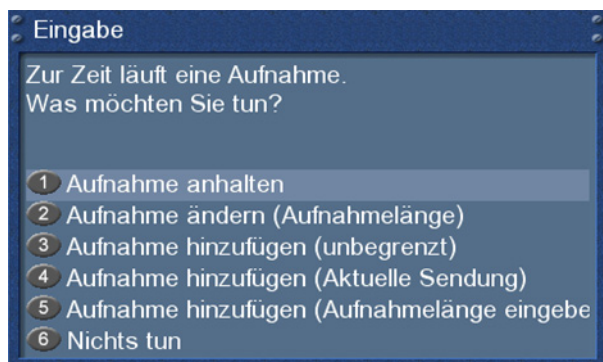 Eingabe
Zur Zeit läuft eine Aufnahme.
Was möchten Sie tun?
1 Aufnahme anhalten
2 Aufnahme ändern (Aufnahmelänge)
3 Aufnahme hinzufügen (unbegrenzt)
4 Aufnahme hinzufügen (Aktuelle Sendung)
5 Aufnahme hinzufügen (Aufnahmelänge eingebe
6 Nichts tun